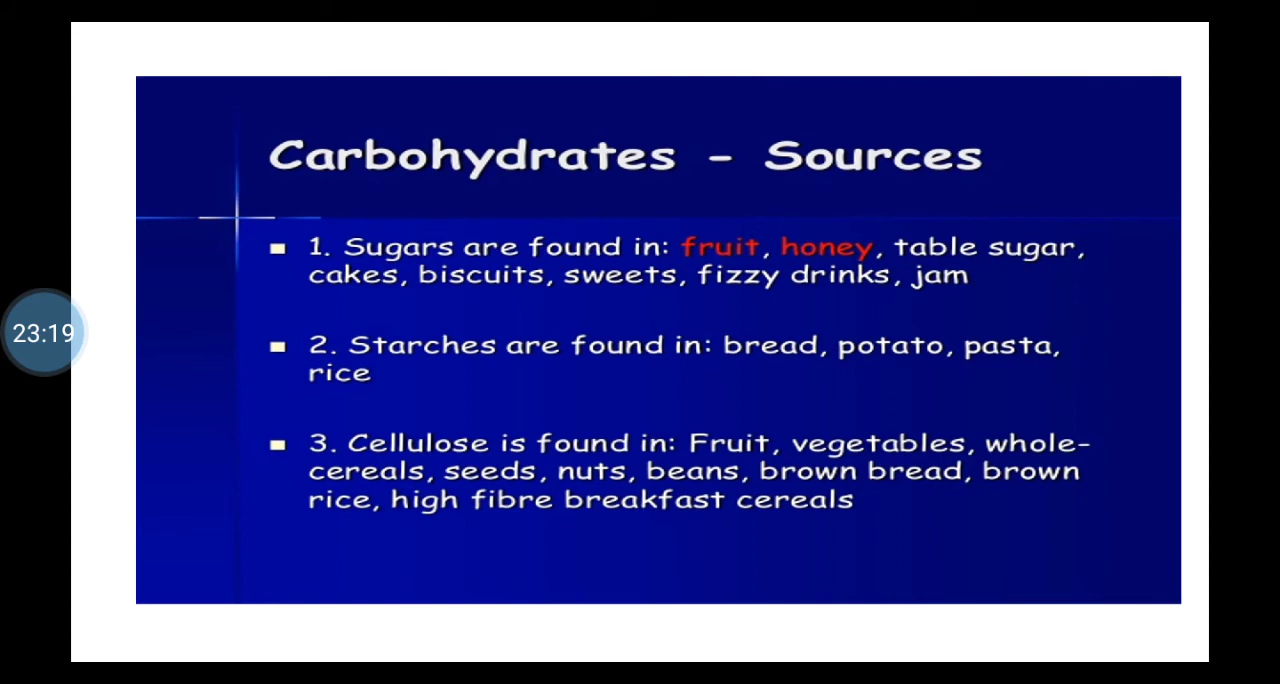 Carbohydrates - Sources
1. Sugars are found in: fruit, honey, table sugar,
cakes, biscuits, sweets, fizzy drinks, jam
23:19
2. Starches are found in: bread, potato, pasta,
rice
3. Cellulose is found in: Fruit, vegetables, whole-
cereals, seeds, nuts, beans, brown bread, brown
rice, high fibre breakfast cereals